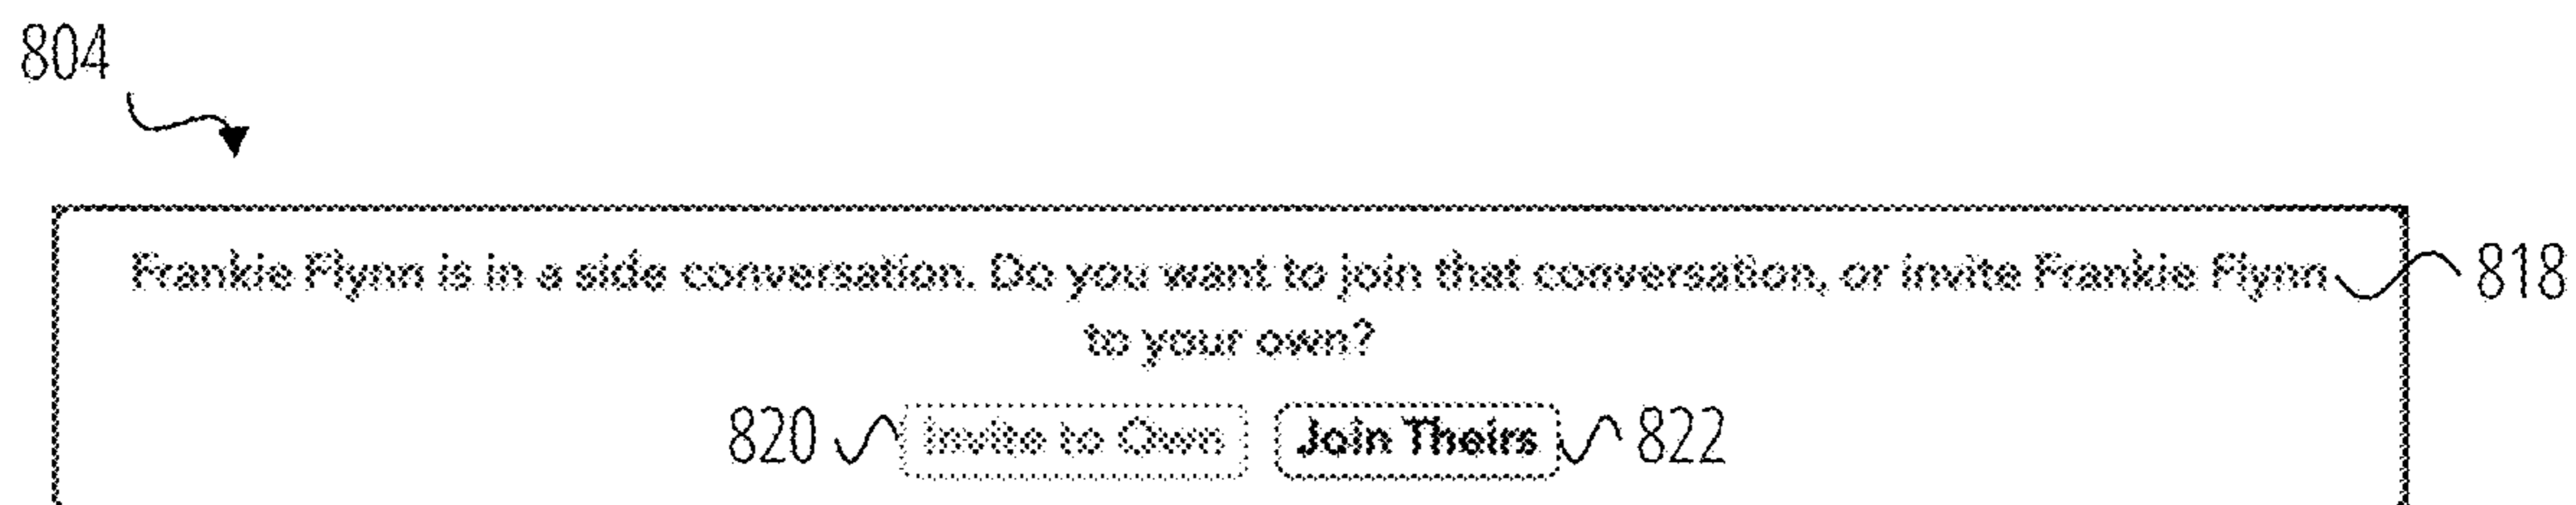 804
Frankie Flynn is in a side conversation. Do you want to join that conversation, or invite Frankie Flynn 818
to your own?
820 Invite to Own Join Theirs 822